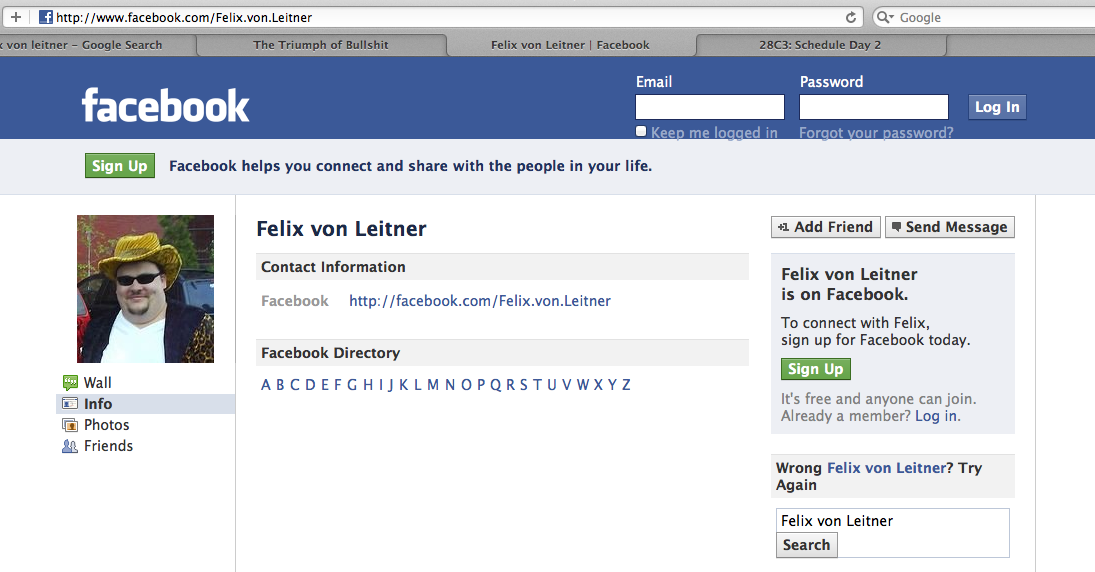 http://www.facebook.com/Felix.von.Leitner
Google
x von leitner – Google Search
The Triumph of Bullshit
Felix von Leitner | Facebook
28C3: Schedule Day 2
facebook
Email
Password
Log In
Keep me logged in
Forgot your password?
Sign Up
Facebook helps you connect and share with the people in your life.
Wall
Info
Photos
Friends
Felix von Leitner
Contact Information
Facebook http://facebook.com/Felix.von.Leitner
Facebook Directory
A B C D E F G H I J K L M N O P Q R S T U V W X Y Z
+1 Add Friend
Send Message
Felix von Leitner
is on Facebook.
To connect with Felix,
sign up for Facebook today.
Sign Up
It's free and anyone can join.
Already a member? Log in.
Wrong Felix von Leitner? Try
Again
Felix von Leitner
Search